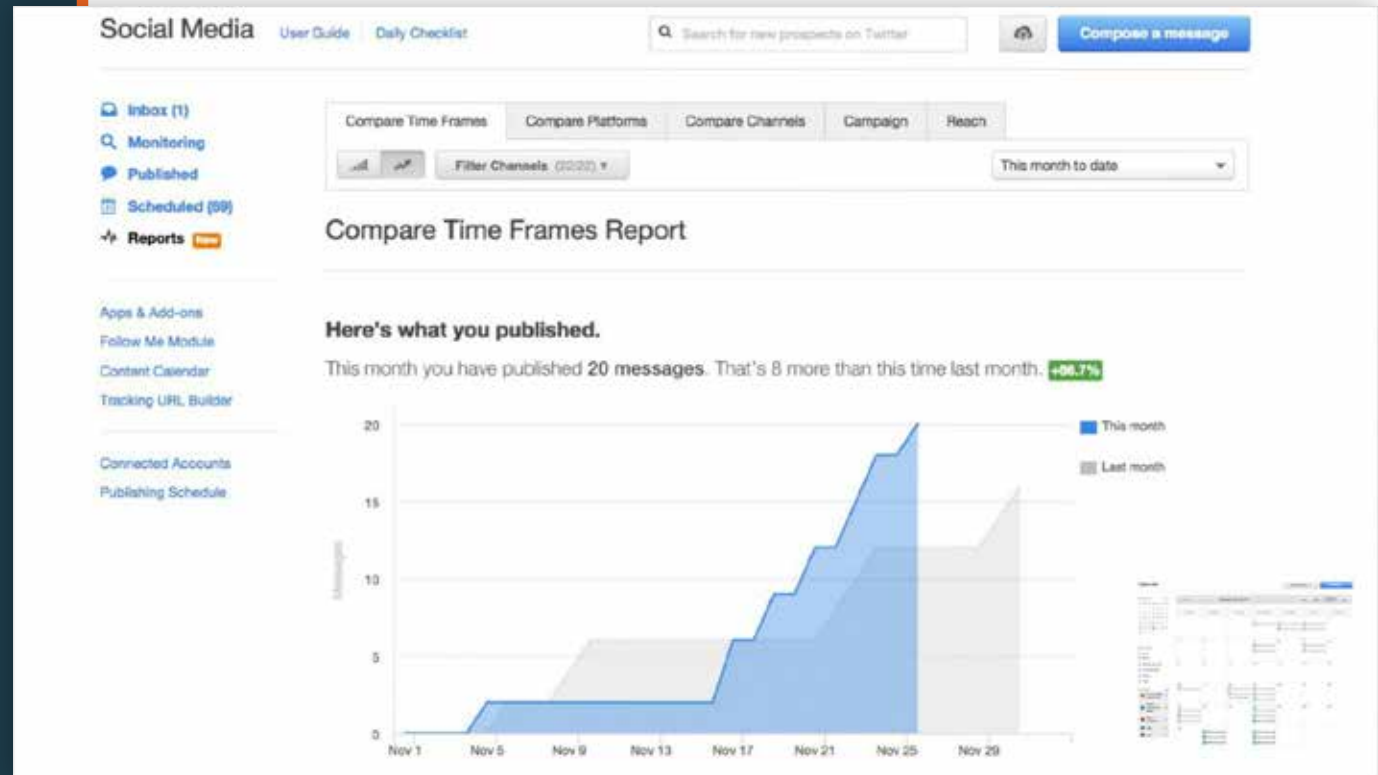 Social Media User Guide Daily Checklist Search for new prospects on Twitter Compose a message
Inbox (1)
Monitoring
Published
Scheduled (59)
Reports New
Apps & Add-ons
Follow Me Module
Content Calendar
Tracking URL Builder
Connected Accounts
Publishing Schedule
Compare Time Frames Compare Platforms Compare Channels Campaign Reach
Filter Channels (22/22) This month to date
Compare Time Frames Report
Here's what you published.
This month you have published 20 messages. That's 8 more than this time last month. +66.7%
This month
Last month
Messages
20
15
10
5
0
Nov 1 Nov 5 Nov 9 Nov 13 Nov 17 Nov 21 Nov 25 Nov 29